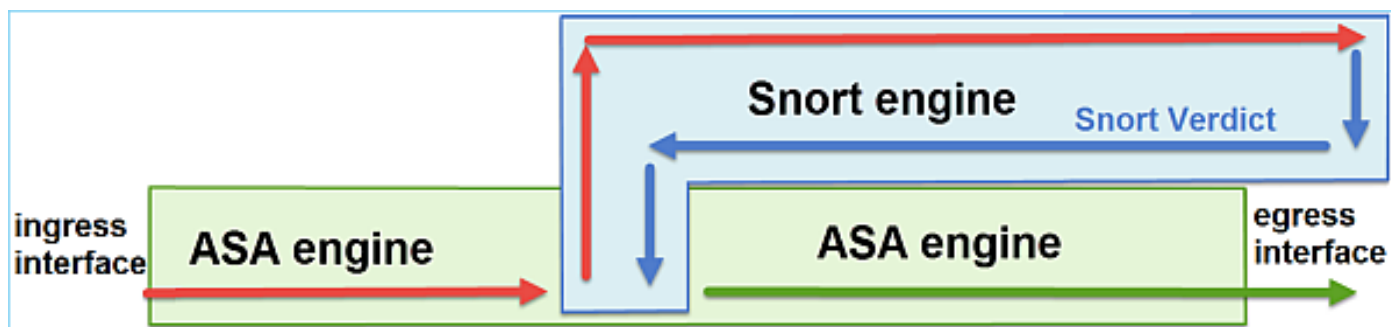 Snort engine
Snort Verdict
ingress
interface
ASA engine
ASA engine
egress
interface